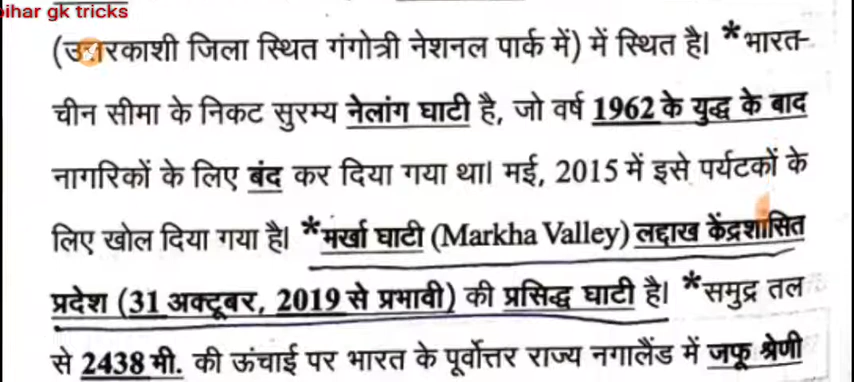 ihar gk tricks
(उत्तरकाशी जिला स्थित गंगोत्री नेशनल पार्क में) में स्थित है। *भारत-
चीन सीमा के निकट सुरम्य नेलांग घाटी है, जो वर्ष 1962 के युद्ध के बाद
नागरिकों के लिए बंद कर दिया गया था। मई, 2015 में इसे पर्यटकों के
लिए खोल दिया गया है। *मर्खा घाटी (Markha Valley) लद्दाख केंद्रशासित
प्रदेश (31 अक्टूबर, 2019 से प्रभावी) की प्रसिद्ध घाटी है। *समुद्र तल
से 2438 मी. की ऊंचाई पर भारत के पूर्वोत्तर राज्य नगालैंड में जफू श्रेणी